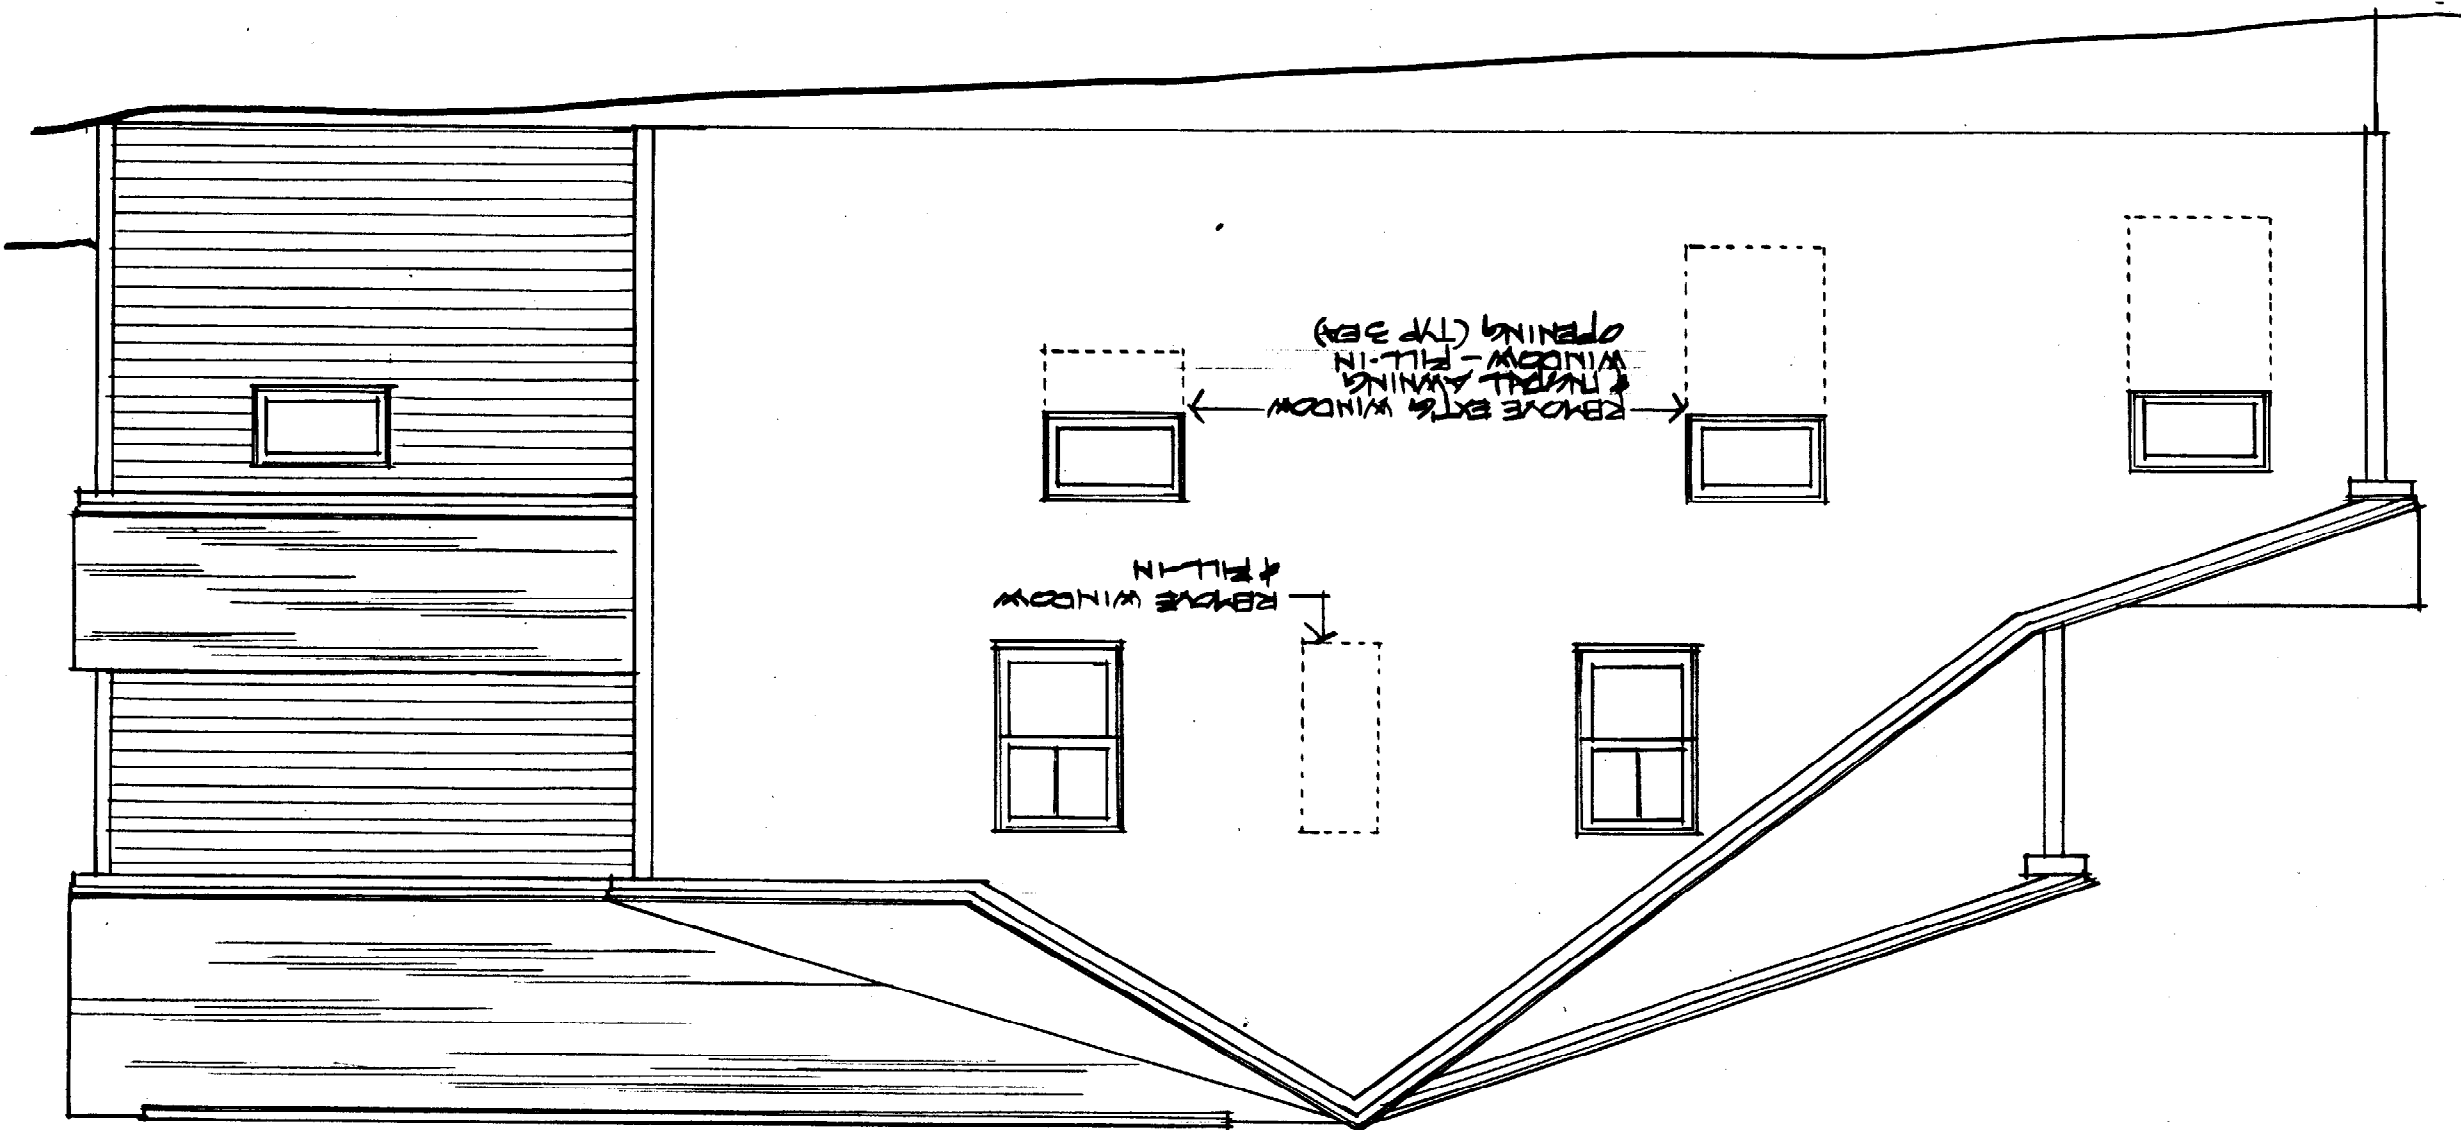 REMOVE WINDOW
& FILL-IN
REMOVE EXT'G WINDOW
& INSTALL AWNING
WINDOW - FILL-IN
OPENING (TYP 3 EA)